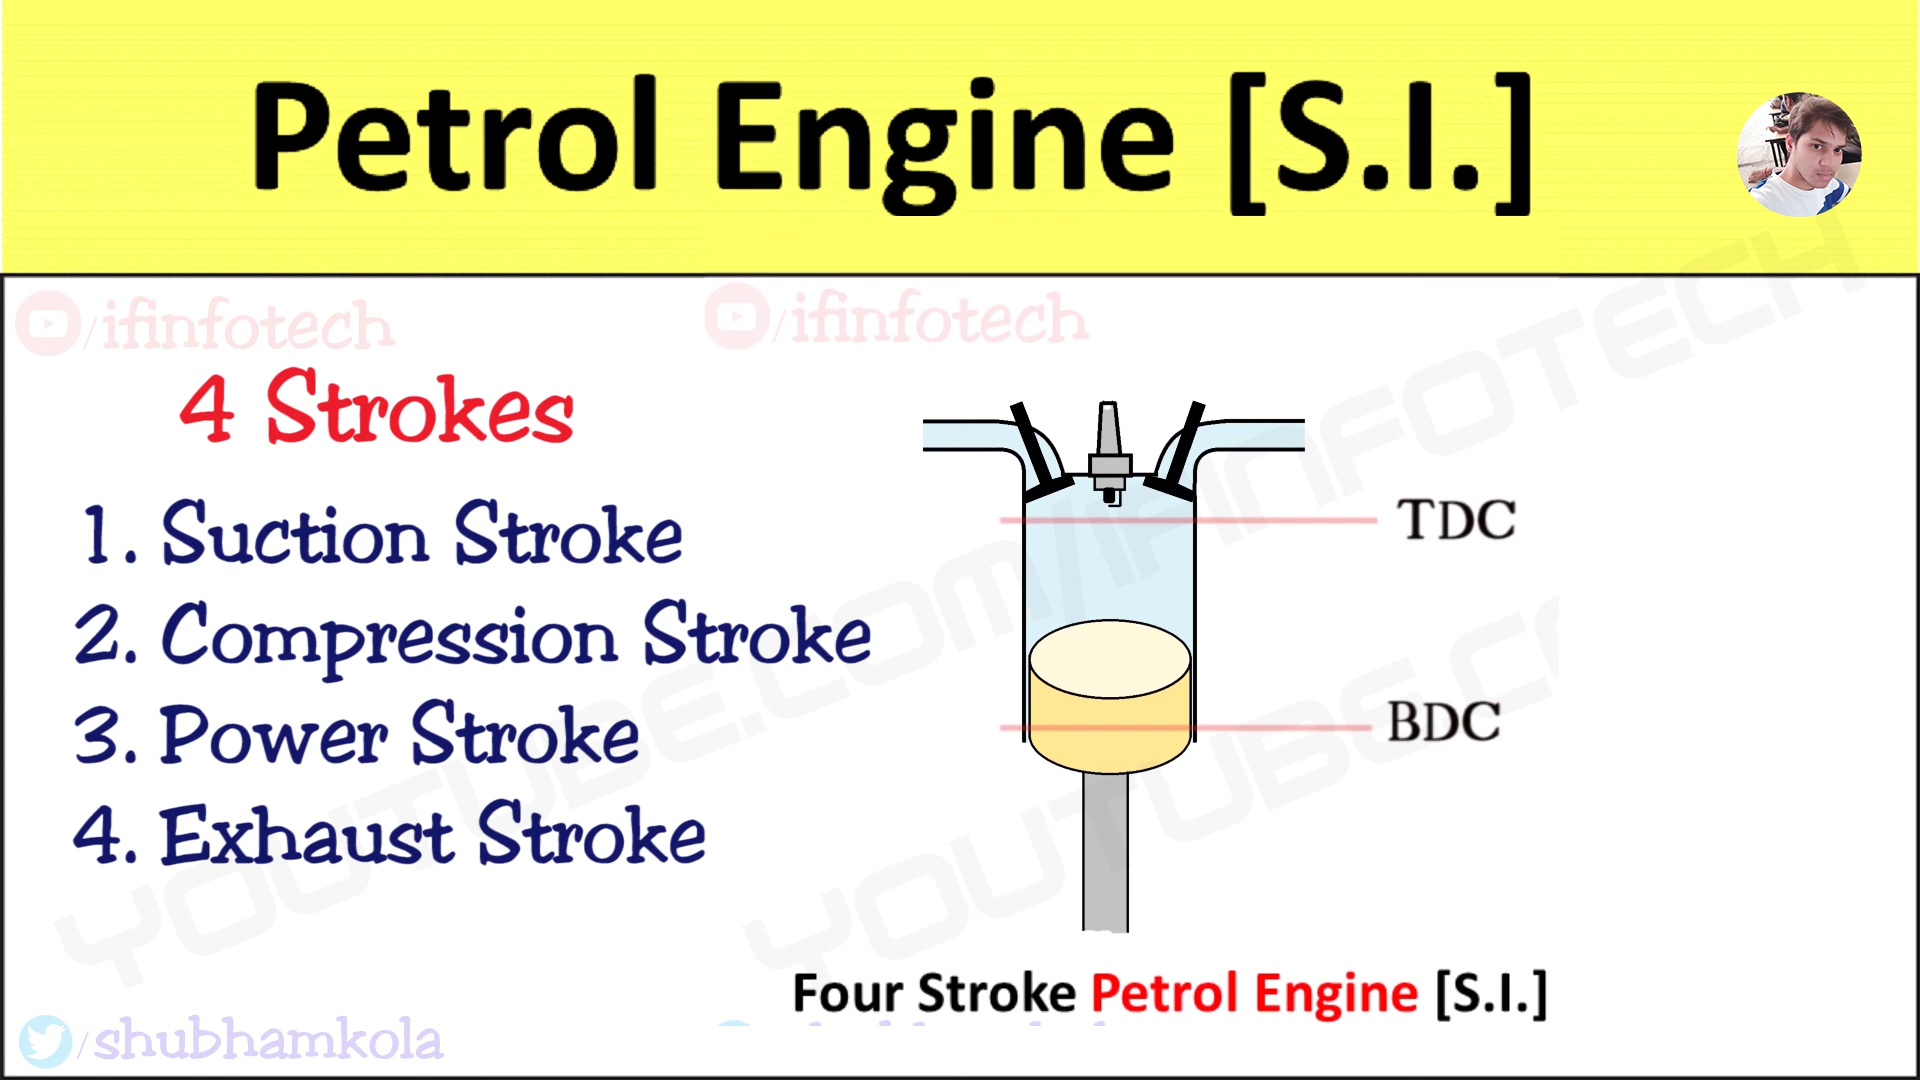 Petrol Engine [S.I.]
/ifinfotech
/ifinfotech
4 Strokes
1. Suction Stroke
2. Compression Stroke
3. Power Stroke
4. Exhaust Stroke
TDC
BDC
Four Stroke Petrol Engine [S.I.]
/shubhamkola
YOUTUBE.COM/IFINFOTECH
YOUTUBE.C